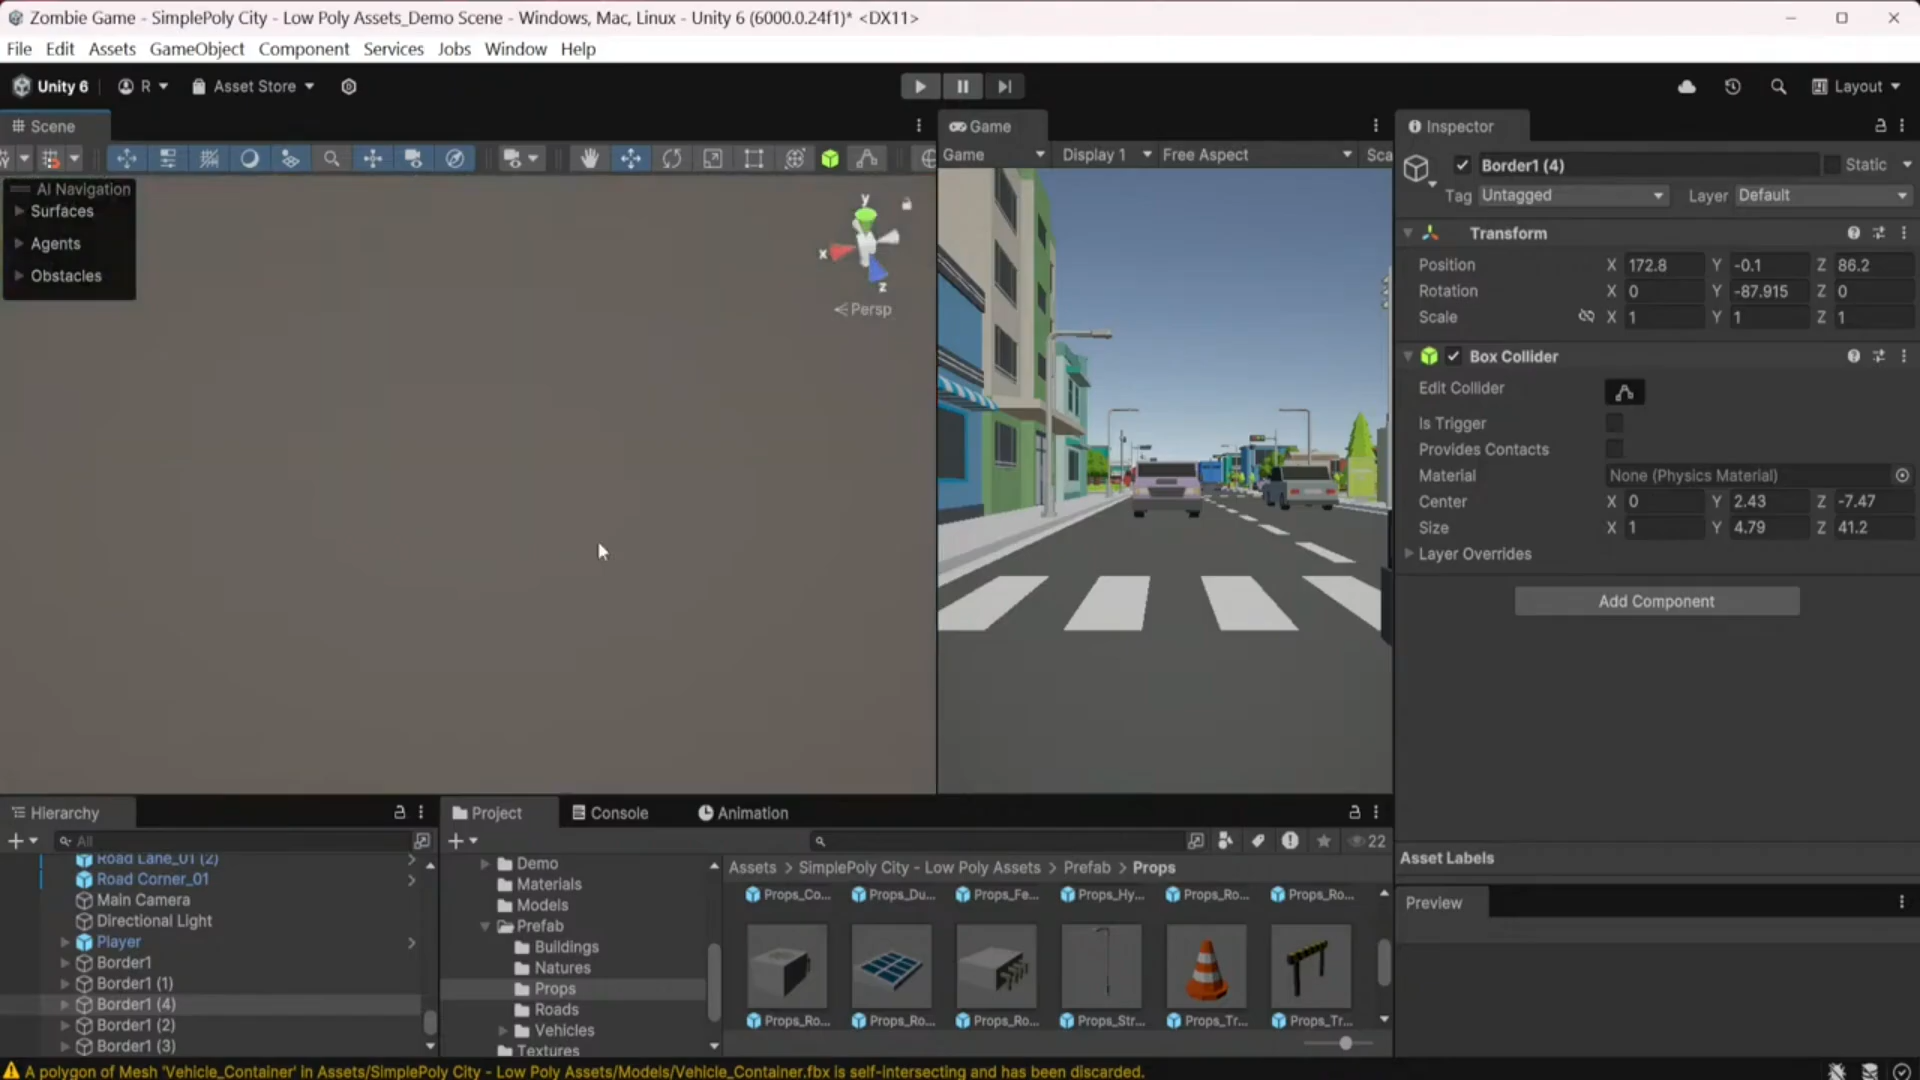 Zombie Game - SimplePoly City - Low Poly Assets_Demo Scene - Windows, Mac, Linux - Unity 6 (6000.0.24f1)* <DX11>
File Edit Assets GameObject Component Services Jobs Window Help
Unity 6 R Asset Store Layout
Scene
AI Navigation
Surfaces
Agents
Obstacles
y
x
z
Persp
Game
Game Display 1 Free Aspect Sca
Inspector
Border1 (4) Static
Tag Untagged Layer Default
Transform
Position X 172.8 Y -0.1 Z 86.2
Rotation X 0 Y -87.915 Z 0
Scale X 1 Y 1 Z 1
Box Collider
Edit Collider
Is Trigger
Provides Contacts
Material None (Physics Material)
Center X 0 Y 2.43 Z -7.47
Size X 1 Y 4.79 Z 41.2
Layer Overrides
Add Component
Asset Labels
Preview
Hierarchy
All
Road Lane_01 (2)
Road Corner_01
Main Camera
Directional Light
Player
Border1
Border1 (1)
Border1 (4)
Border1 (2)
Border1 (3)
Project Console Animation
22
Demo
Materials
Models
Prefab
Buildings
Natures
Props
Roads
Vehicles
Textures
Assets > SimplePoly City - Low Poly Assets > Prefab > Props
Props_Co... Props_Du... Props_Fe... Props_Hy... Props_Ro... Props_Ro...
Props_Ro... Props_Ro... Props_Ro... Props_Str... Props_Tr... Props_Tr...
A polygon of Mesh 'Vehicle_Container' in Assets/SimplePoly City - Low Poly Assets/Models/Vehicle_Container.fbx is self-intersecting and has been discarded.